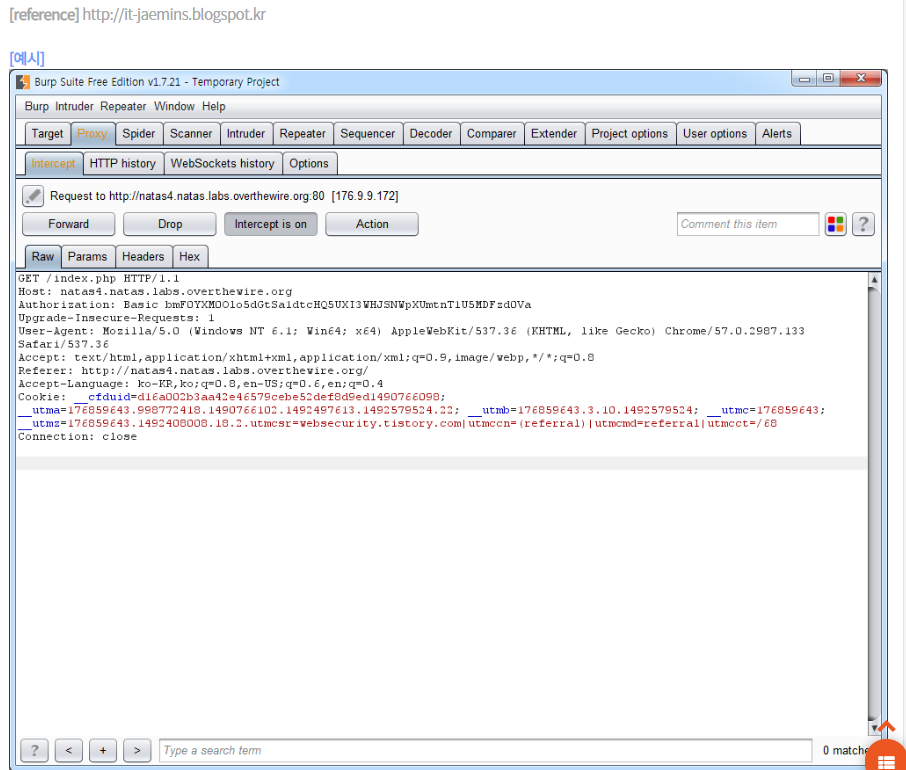 [reference] http://it-jaemins.blogspot.kr
[예시]
Burp Suite Free Edition v1.7.21 - Temporary Project
Burp Intruder Repeater Window Help
Target Proxy Spider Scanner Intruder Repeater Sequencer Decoder Comparer Extender Project options User options Alerts
Intercept HTTP history WebSockets history Options
Request to http://natas4.natas.labs.overthewire.org:80 [176.9.9.172]
Forward Drop Intercept is on Action Comment this item ?
Raw Params Headers Hex
GET /index.php HTTP/1.1
Host: natas4.natas.labs.overthewire.org
Authorization: Basic
Upgrade-Insecure-Requests: 1
User-Agent: Mozilla/5.0 (Windows NT 6.1; Win64; x64) AppleWebKit/537.36 (KHTML, like Gecko) Chrome/57.0.2987.133
Safari/537.36
Accept: text/html,application/xhtml+xml,application/xml;q=0.9,image/webp,*/*;q=0.8
Referer: http://natas4.natas.labs.overthewire.org/
Accept-Language: ko-KR,ko;q=0.8,en-US;q=0.6,en;q=0.4
Cookie: __cfduid=d16a002b3aa42e46579cebe52def8d9ed1490766098;
__utma=176859643.998772418.1490766102.1492497613.1492579524.22; __utmb=176859643.3.10.1492579524; __utmc=176859643;
__utmz=176859643.1492408008.18.2.utmcsr=websecurity.tistory.com|utmccn=(referral)|utmcmd=referral|utmcct=/68
Connection: close
? < + > Type a search term 0 matche